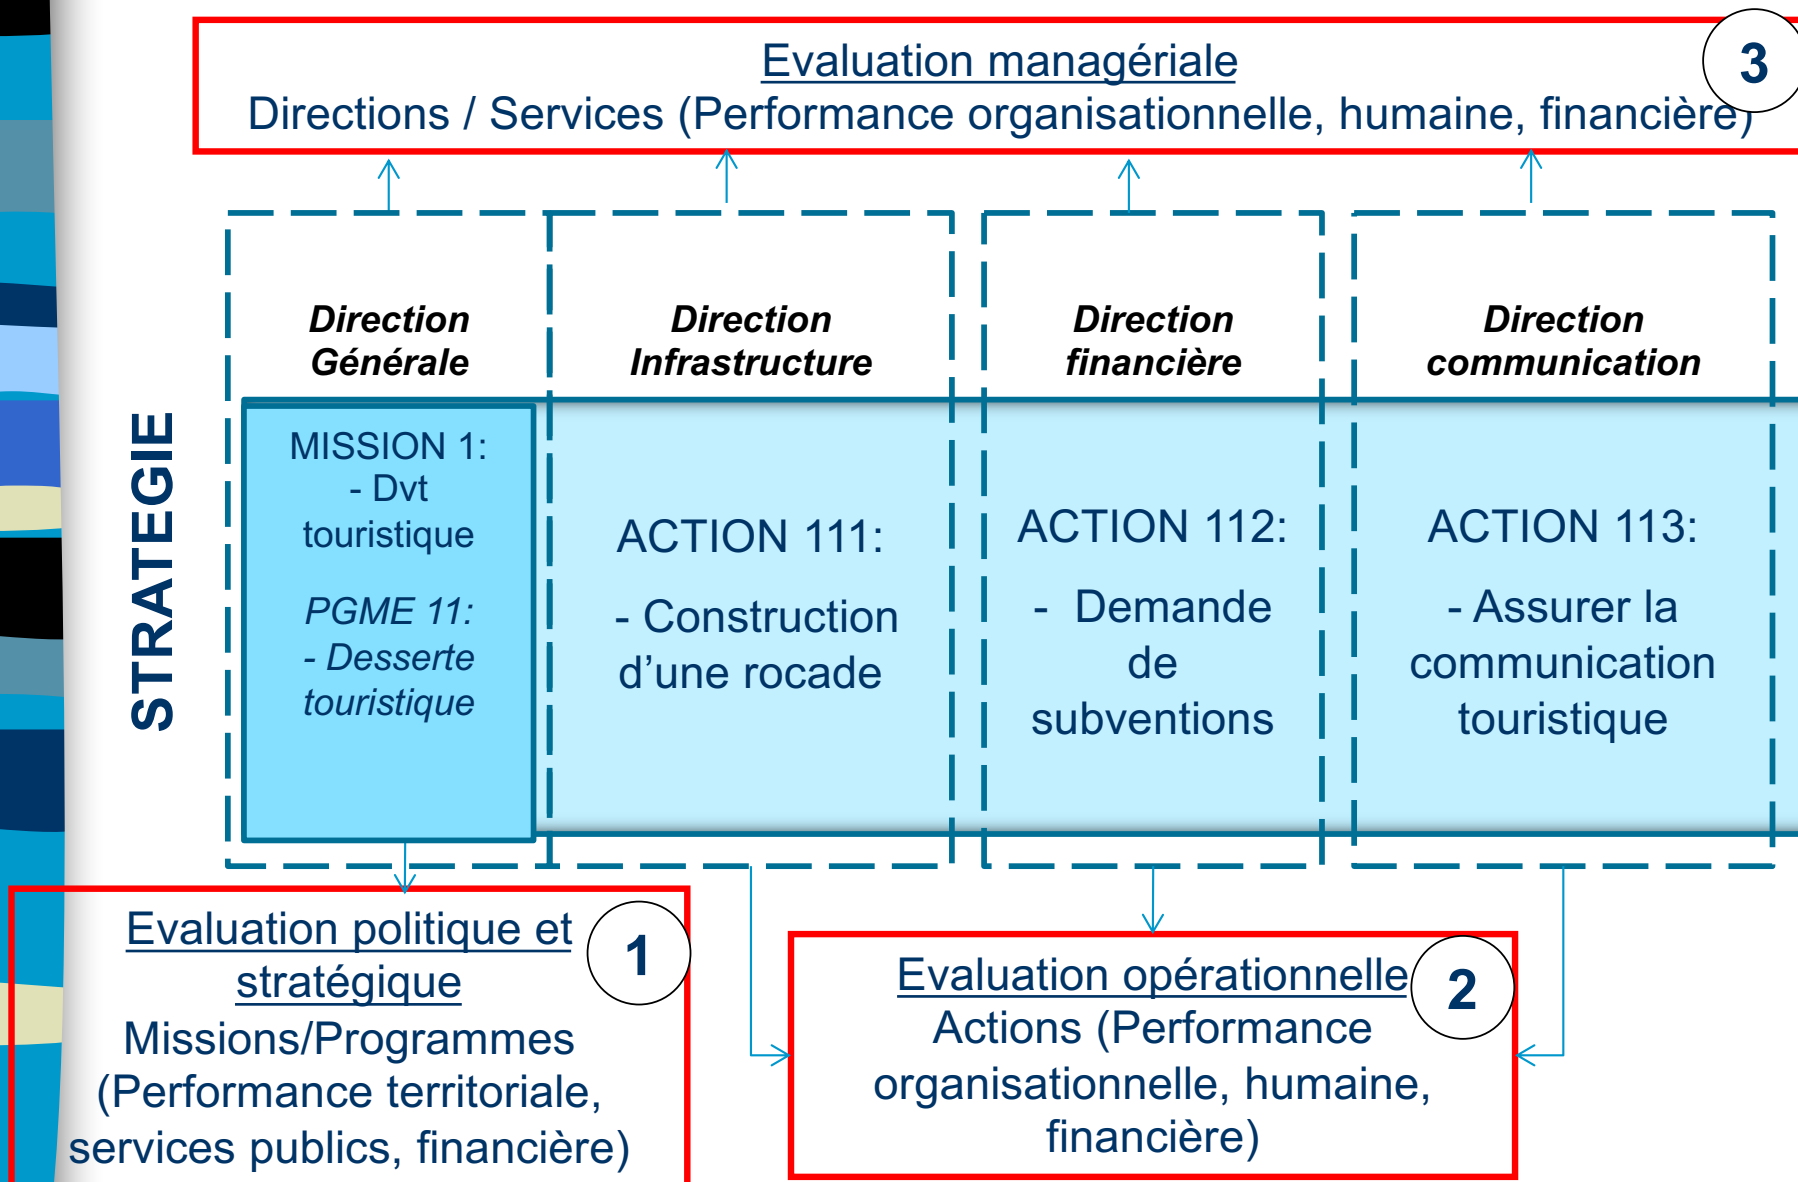 Evaluation managériale
3
Directions / Services (Performance organisationnelle, humaine, financière)
STRATEGIE
Direction
Générale
Direction
Infrastructure
Direction
financière
Direction
communication
MISSION 1:
- Dvt
touristique
PGME 11:
- Desserte
touristique
ACTION 111:
- Construction
d’une rocade
ACTION 112:
- Demande
de
subventions
ACTION 113:
- Assurer la
communication
touristique
Evaluation politique et
stratégique
1
Missions/Programmes
(Performance territoriale,
services publics, financière)
Evaluation opérationnelle
2
Actions (Performance
organisationnelle, humaine,
financière)